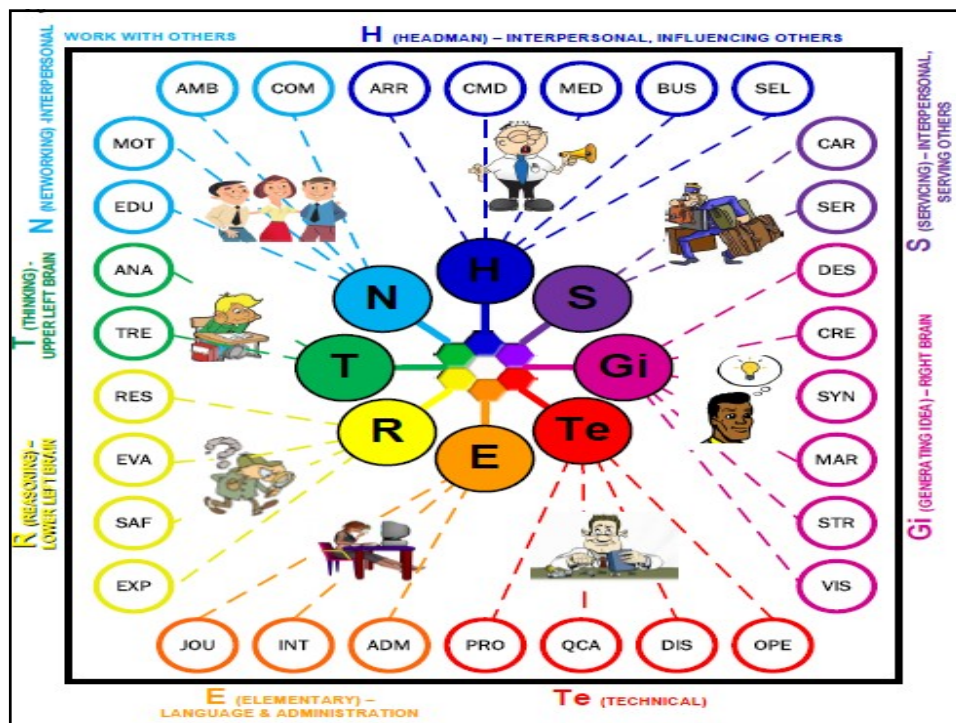 WORK WITH OTHERS
H (HEADMAN) – INTERPERSONAL, INFLUENCING OTHERS
N (NETWORKING) -INTERPERSONAL
T (THINKING) -
UPPER LEFT BRAIN
R (REASONING) –
LOWER LEFT BRAIN
S (SERVICING) – INTERPERSONAL,
SERVING OTHERS
Gi (GENERATING IDEA) – RIGHT BRAIN
AMB
COM
ARR
CMD
MED
BUS
SEL
MOT
CAR
EDU
SER
ANA
DES
TRE
CRE
RES
SYN
EVA
MAR
SAF
STR
EXP
VIS
H
N
S
T
Gi
R
Te
E
JOU
INT
ADM
PRO
QCA
DIS
OPE
E (ELEMENTARY) –
LANGUAGE & ADMINISTRATION
Te (TECHNICAL)